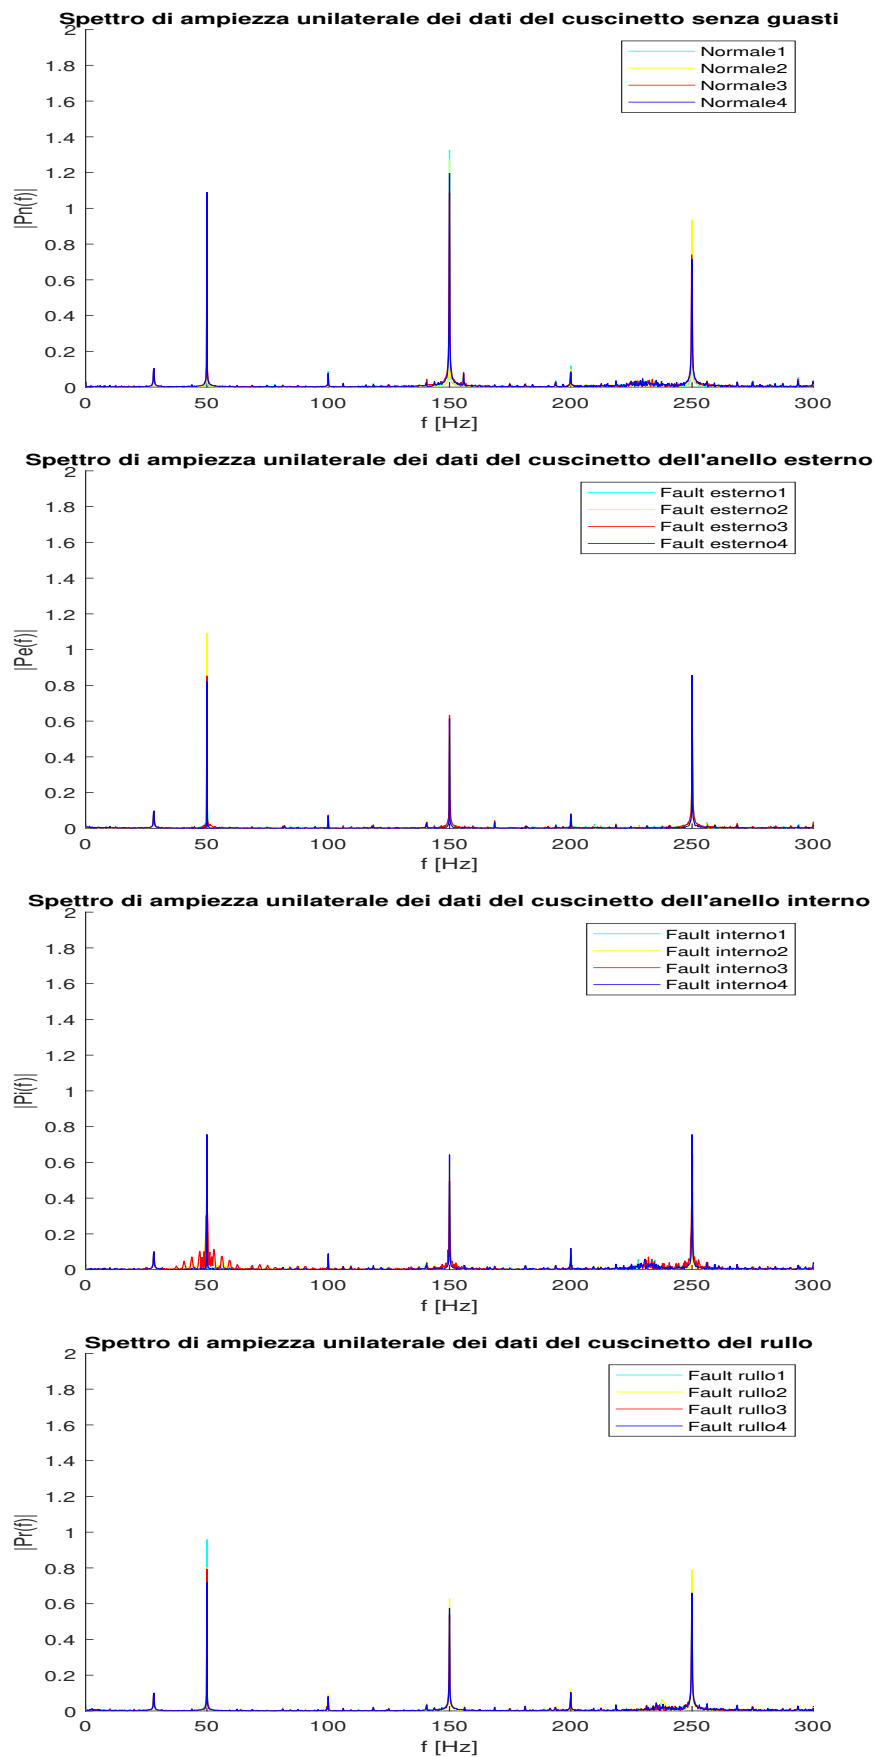 Spettro di ampiezza unilaterale dei dati del cuscinetto senza guasti
2
1.8
1.6
1.4
1.2
1
0.8
0.6
0.4
0.2
0
|Pn(f)|
Normale1
Normale2
Normale3
Normale4
0 50 100 150 200 250 300
f [Hz]
Spettro di ampiezza unilaterale dei dati del cuscinetto dell'anello esterno
2
1.8
1.6
1.4
1.2
1
0.8
0.6
0.4
0.2
0
|Pe(f)|
Fault esterno1
Fault esterno2
Fault esterno3
Fault esterno4
0 50 100 150 200 250 300
f [Hz]
Spettro di ampiezza unilaterale dei dati del cuscinetto dell'anello interno
2
1.8
1.6
1.4
1.2
1
0.8
0.6
0.4
0.2
0
|Pi(f)|
Fault interno1
Fault interno2
Fault interno3
Fault interno4
0 50 100 150 200 250 300
f [Hz]
Spettro di ampiezza unilaterale dei dati del cuscinetto del rullo
2
1.8
1.6
1.4
1.2
1
0.8
0.6
0.4
0.2
0
|Pr(f)|
Fault rullo1
Fault rullo2
Fault rullo3
Fault rullo4
0 50 100 150 200 250 300
f [Hz]